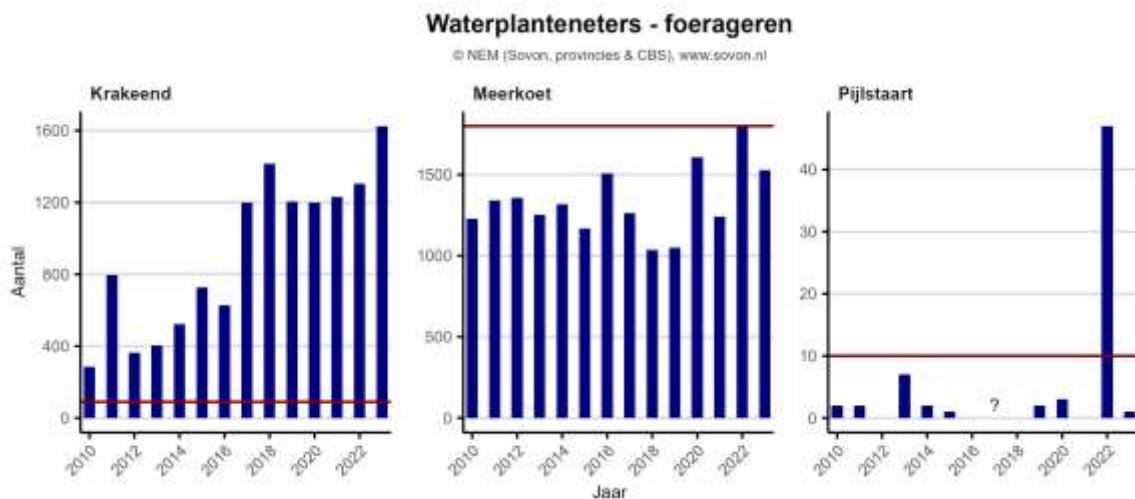 Waterplanteneters - foerageren
© NEM (Sovon, provincies & CBS), www.sovon.nl
Krakeend
Meerkoet
Pijlstaart
Aantal
1600
1200
800
400
0
2010 2012 2014 2016 2018 2020 2022
1500
1000
500
0
2010 2012 2014 2016 2018 2020 2022
40
30
20
10
0
?
2010 2012 2014 2016 2018 2020 2022
Jaar